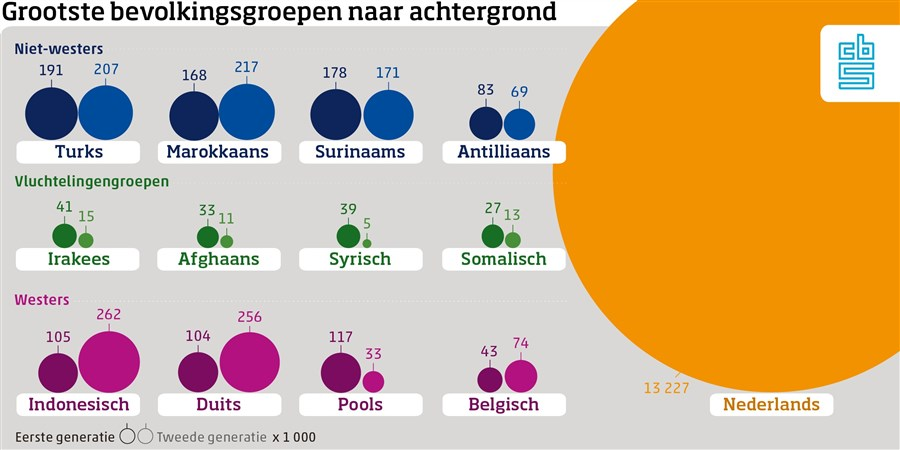 Grootste bevolkingsgroepen naar achtergrond
cbs
Niet-westers
191 207 168 217 178 171 83 69
Turks Marokkaans Surinaams Antilliaans
Vluchtelingengroepen
41 15 33 11 39 5 27 13
Irakees Afghaans Syrisch Somalisch
Westers
105 262 104 256 117 33 43 74
13 227
Indonesisch Duits Pools Belgisch Nederlands
Eerste generatie Tweede generatie x 1 000